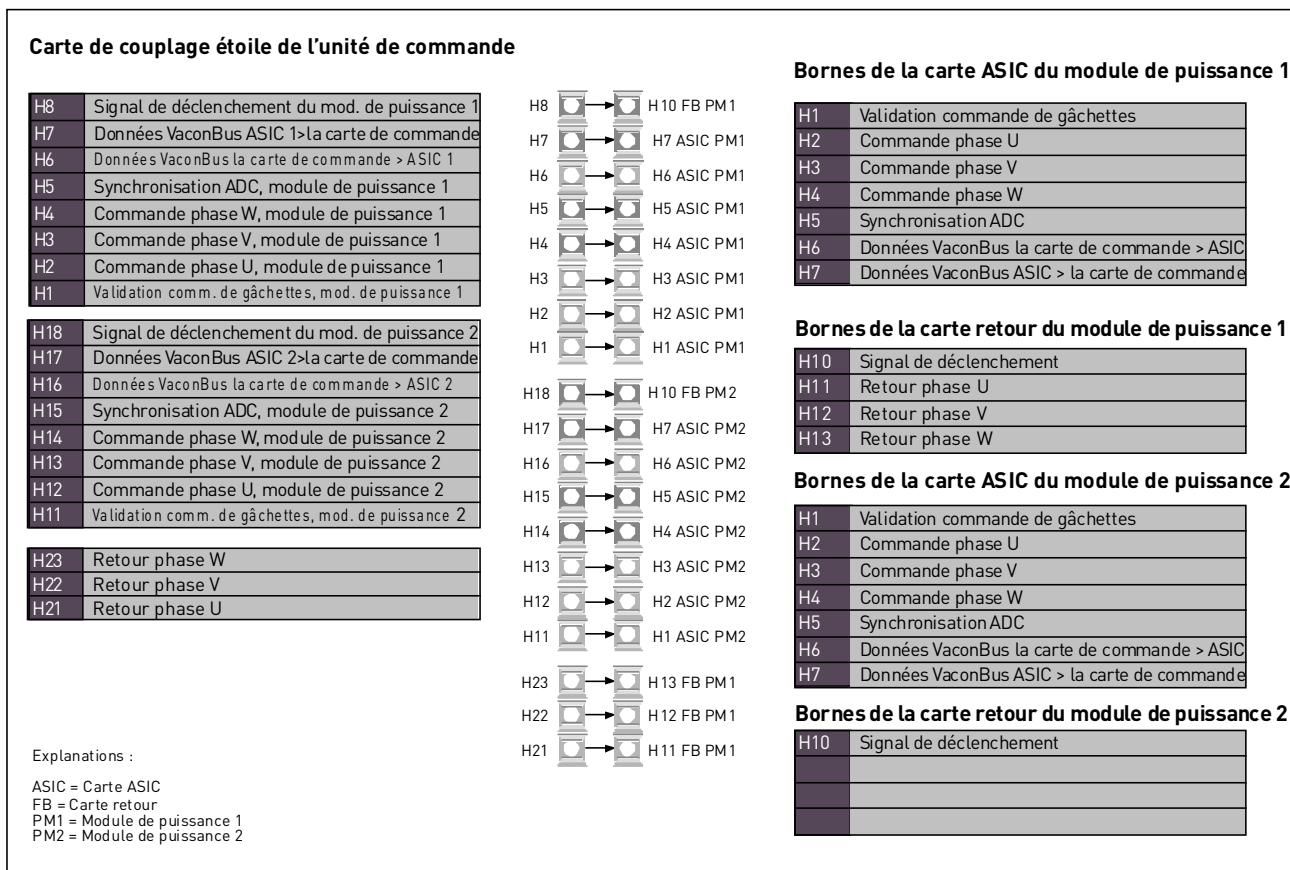 Carte de couplage étoile de l'unité de commande
H8 Signal de déclenchement du mod. de puissance 1
H7 Données VaconBus ASIC 1>la carte de commande
H6 Données VaconBus la carte de commande > ASIC 1
H5 Synchronisation ADC, module de puissance 1
H4 Commande phase W, module de puissance 1
H3 Commande phase V, module de puissance 1
H2 Commande phase U, module de puissance 1
H1 Validation comm. de gâchettes, mod. de puissance 1
H18 Signal de déclenchement du mod. de puissance 2
H17 Données VaconBus ASIC 2>la carte de commande
H16 Données VaconBus la carte de commande > ASIC 2
H15 Synchronisation ADC, module de puissance 2
H14 Commande phase W, module de puissance 2
H13 Commande phase V, module de puissance 2
H12 Commande phase U, module de puissance 2
H11 Validation comm. de gâchettes, mod. de puissance 2
H23 Retour phase W
H22 Retour phase V
H21 Retour phase U
Explanations :
ASIC = Carte ASIC
FB = Carte retour
PM1 = Module de puissance 1
PM2 = Module de puissance 2
H8 H10 FB PM1
H7 H7 ASIC PM1
H6 H6 ASIC PM1
H5 H5 ASIC PM1
H4 H4 ASIC PM1
H3 H3 ASIC PM1
H2 H2 ASIC PM1
H1 H1 ASIC PM1
H18 H10 FB PM2
H17 H7 ASIC PM2
H16 H6 ASIC PM2
H15 H5 ASIC PM2
H14 H4 ASIC PM2
H13 H3 ASIC PM2
H12 H2 ASIC PM2
H11 H1 ASIC PM2
H23 H13 FB PM1
H22 H12 FB PM1
H21 H11 FB PM1
Bornes de la carte ASIC du module de puissance 1
H1 Validation commande de gâchettes
H2 Commande phase U
H3 Commande phase V
H4 Commande phase W
H5 Synchronisation ADC
H6 Données VaconBus la carte de commande > ASIC
H7 Données VaconBus ASIC > la carte de commande
Bornes de la carte retour du module de puissance 1
H10 Signal de déclenchement
H11 Retour phase U
H12 Retour phase V
H13 Retour phase W
Bornes de la carte ASIC du module de puissance 2
H1 Validation commande de gâchettes
H2 Commande phase U
H3 Commande phase V
H4 Commande phase W
H5 Synchronisation ADC
H6 Données VaconBus la carte de commande > ASIC
H7 Données VaconBus ASIC > la carte de commande
Bornes de la carte retour du module de puissance 2
H10 Signal de déclenchement